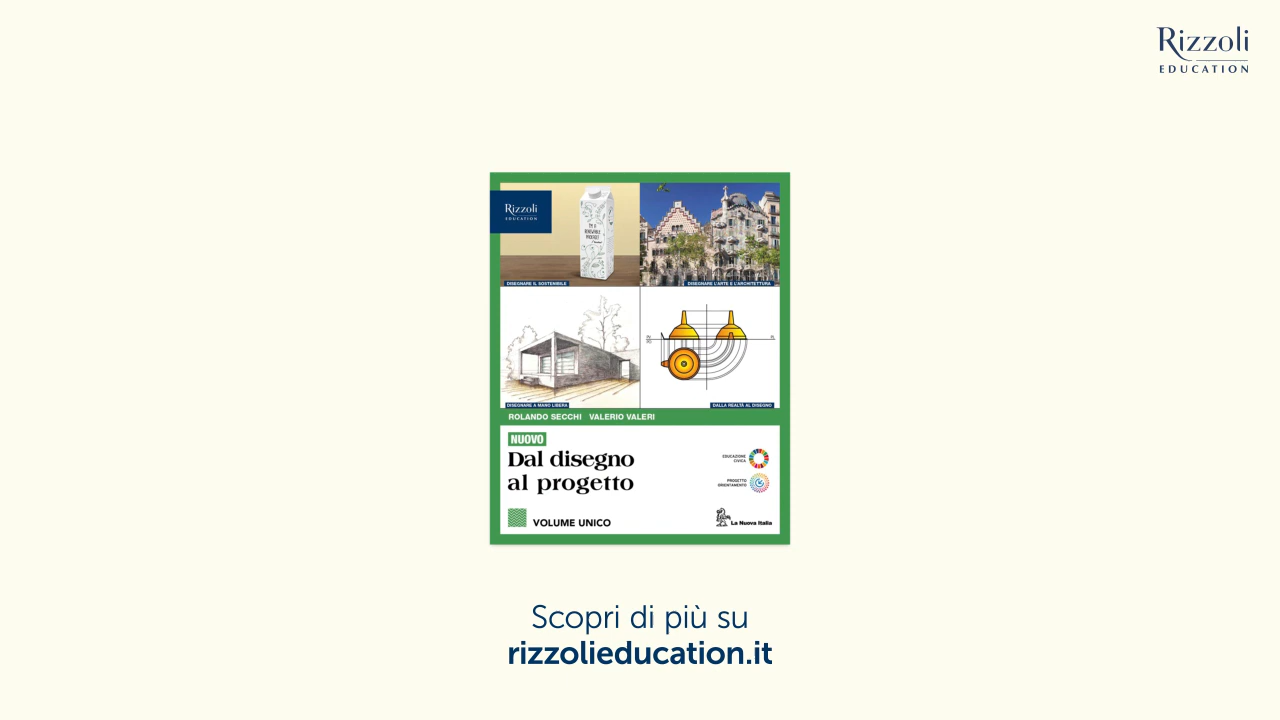 Rizzoli
EDUCATION
Rizzoli
EDUCATION
I'M A
RENEWABLE
PACKAGE
DISEGNARE IL SOSTENIBILE
DISEGNARE L'ARTE E L'ARCHITETTURA
DISEGNARE A MANO LIBERA
DALLA REALTÀ AL DISEGNO
ROLANDO SECCHI VALERIO VALERI
NUOVO
Dal disegno
al progetto
EDUCAZIONE
CIVICA
PROGETTO
ORIENTAMENTO
VOLUME UNICO
La Nuova Italia
Scopri di più su
rizzolieducation.it